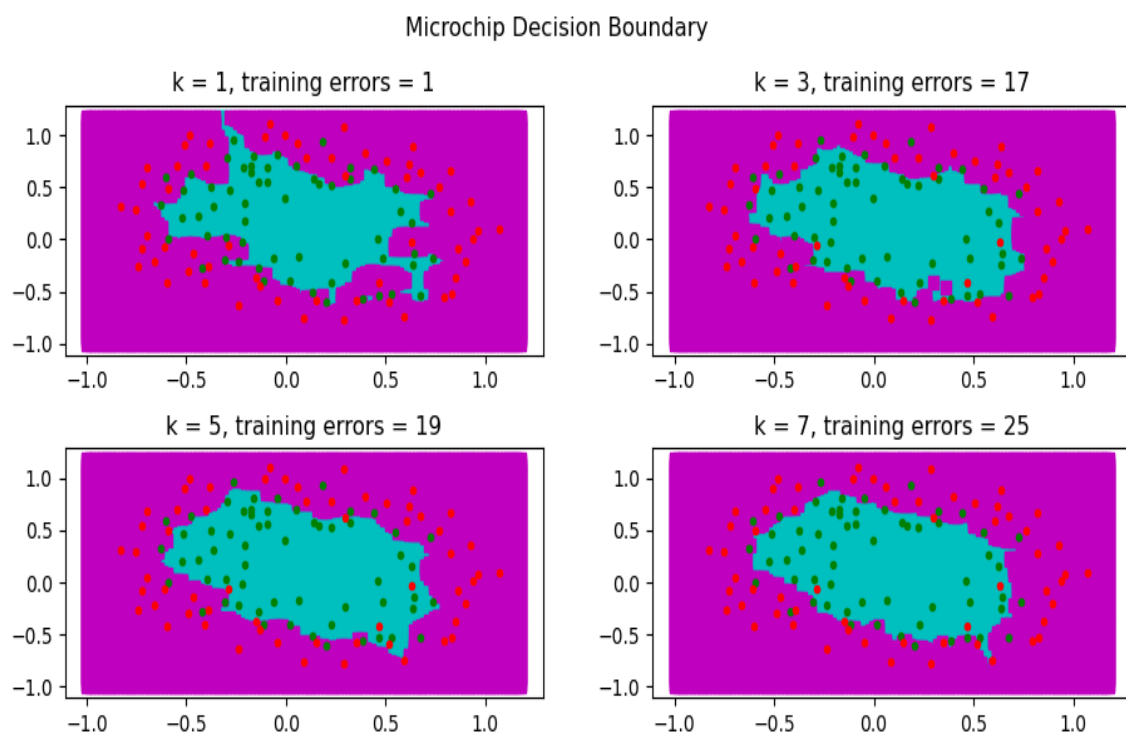 Microchip Decision Boundary
k = 1, training errors = 1
1.0
0.5
0.0
−0.5
−1.0
−1.0 −0.5 0.0 0.5 1.0
k = 3, training errors = 17
1.0
0.5
0.0
−0.5
−1.0
−1.0 −0.5 0.0 0.5 1.0
k = 5, training errors = 19
1.0
0.5
0.0
−0.5
−1.0
−1.0 −0.5 0.0 0.5 1.0
k = 7, training errors = 25
1.0
0.5
0.0
−0.5
−1.0
−1.0 −0.5 0.0 0.5 1.0